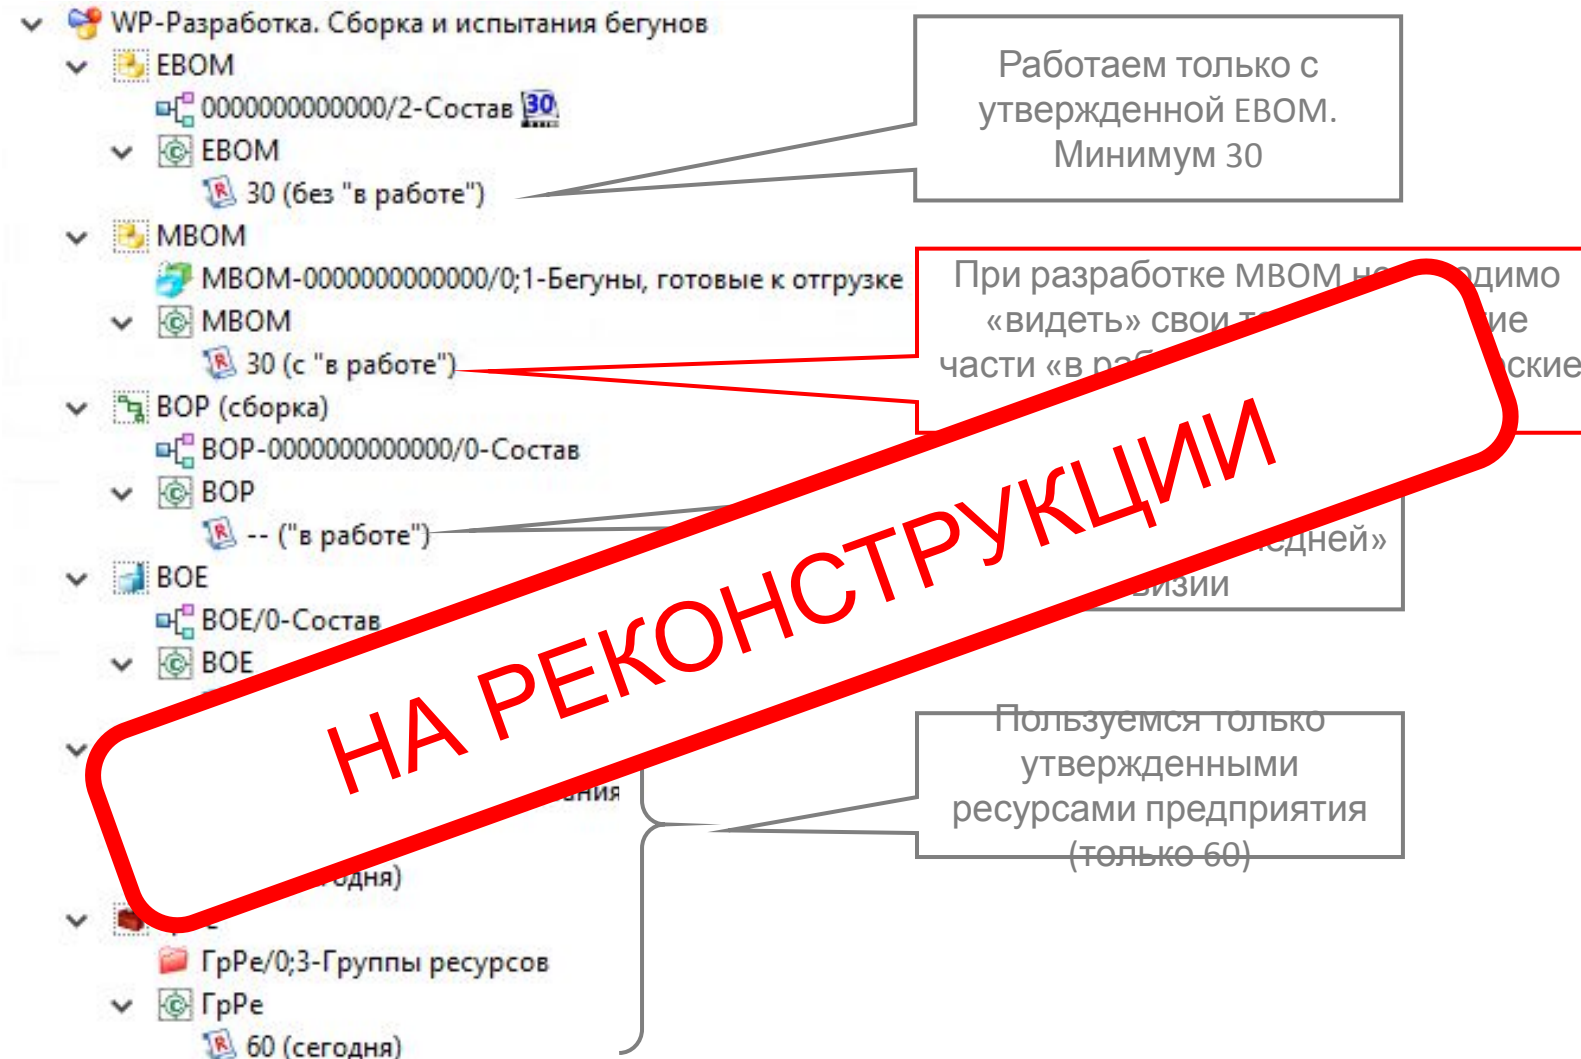 WP-Разработка. Сборка и испытания бегунов
EBOM
0000000000000/2-Состав 30
EBOM
30 (без "в работе")
MBOM
MBOM-0000000000000/0;1-Бегуны, готовые к отгрузке
MBOM
30 (с "в работе")
BOP (сборка)
BOP-0000000000000/0-Состав
BOP
-- ("в работе")
BOE
BOE/0-Состав
BOE
ГрРе/0;3-Группы ресурсов
ГрРе
60 (сегодня)
Работаем только с
утвержденной EBOM.
Минимум 30
При разработке MBOM
«видеть» свои
части «в
Пользуемся только
утвержденными
ресурсами предприятия
(только 60)
НА РЕКОНСТРУКЦИИ